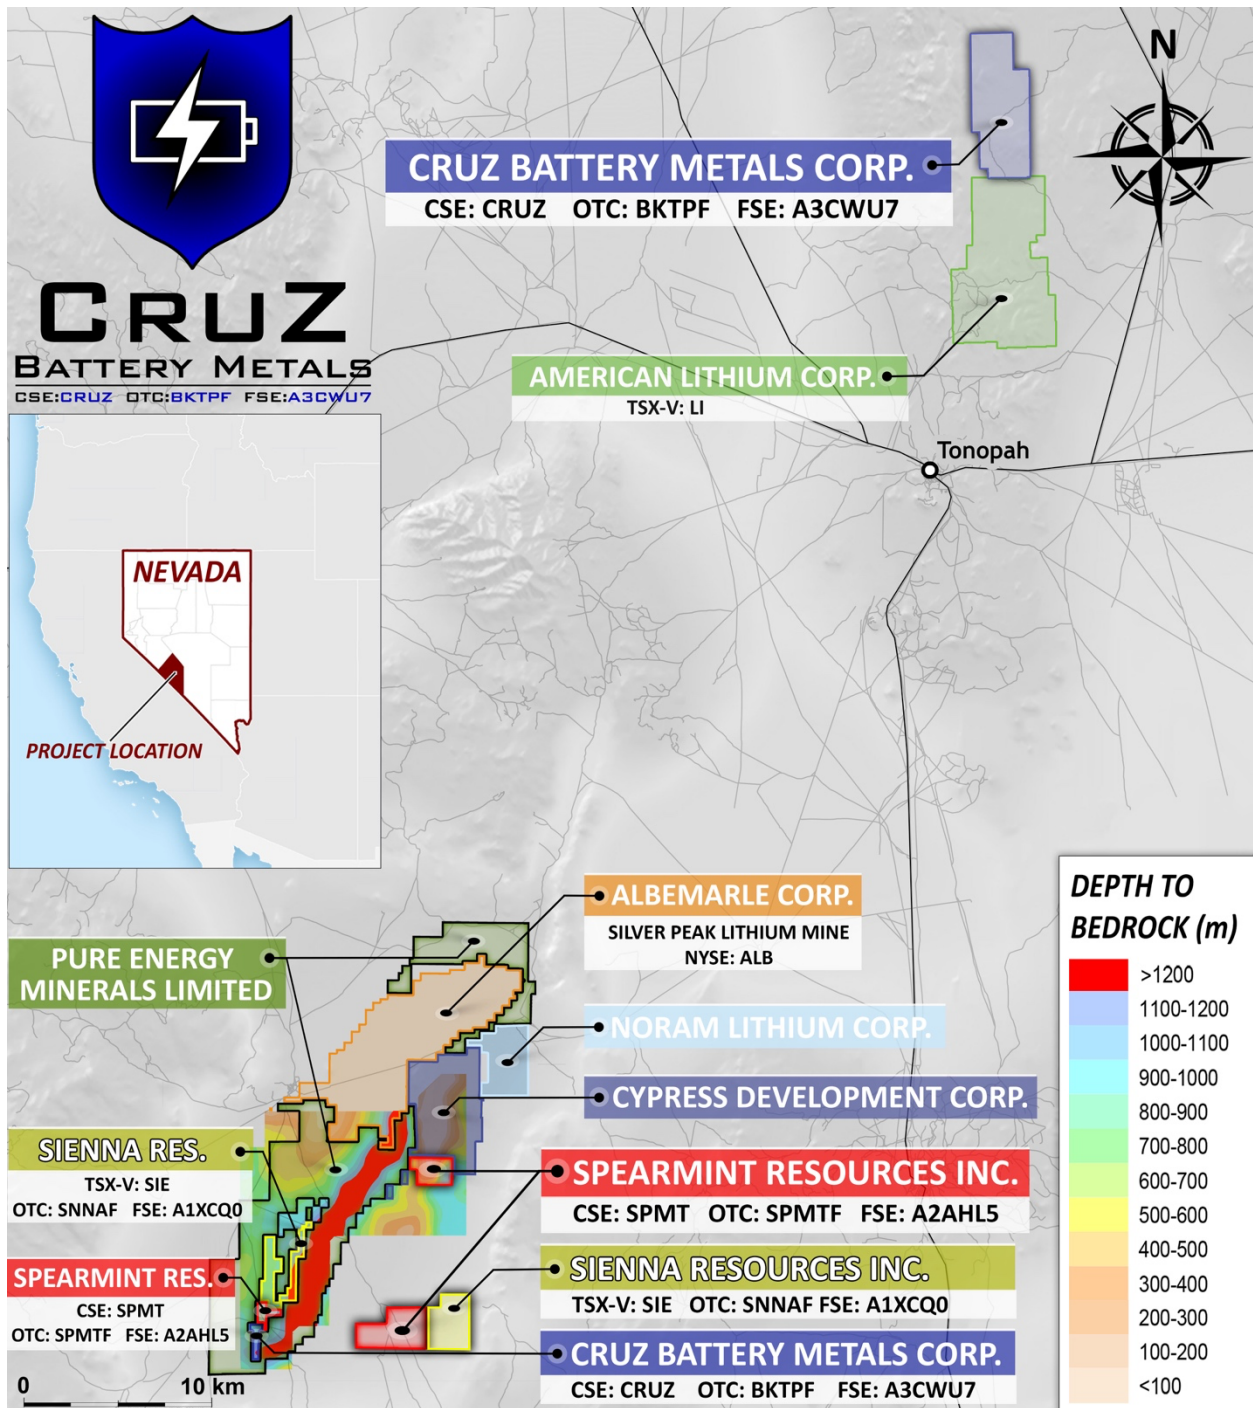 N
CRUZ BATTERY METALS CORP.
CSE: CRUZ OTC: BKTPF FSE: A3CWU7
CRUZ
BATTERY METALS
CSE:CRUZ OTC:BKTPF FSE:A3CWU7
AMERICAN LITHIUM CORP.
TSX-V: LI
Tonopah
NEVADA
PROJECT LOCATION
ALBEMARLE CORP.
SILVER PEAK LITHIUM MINE
NYSE: ALB
PURE ENERGY
MINERALS LIMITED
NORAM LITHIUM CORP.
CYPRESS DEVELOPMENT CORP.
SIENNA RES.
TSX-V: SIE
OTC: SNNAF FSE: A1XCQ0
SPEARMINT RESOURCES INC.
CSE: SPMT OTC: SPMTF FSE: A2AHL5
SPEARMINT RES.
CSE: SPMT
OTC: SPMTF FSE: A2AHL5
SIENNA RESOURCES INC.
TSX-V: SIE OTC: SNNAF FSE: A1XCQ0
CRUZ BATTERY METALS CORP.
CSE: CRUZ OTC: BKTPF FSE: A3CWU7
0 10 km
DEPTH TO
BEDROCK (m)
>1200
1100-1200
1000-1100
900-1000
800-900
700-800
600-700
500-600
400-500
300-400
200-300
100-200
<100